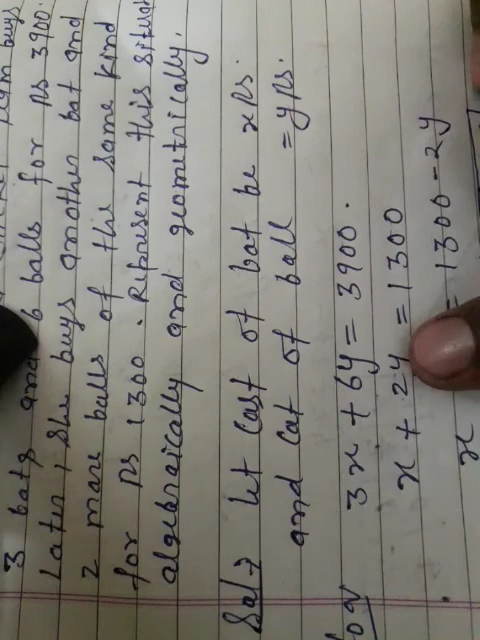 3 bats and 6 balls for Rs 3900.
Later, she buys another bat and
2 more balls of the same kind
for Rs 1300. Represent this situat
algebraically and geometrically.
Sol→ let cost of bat be x Rs.
and cat of ball = y Rs.
3x + 6y = 3900.
x + 2y = 1300
x = 1300 - 2y